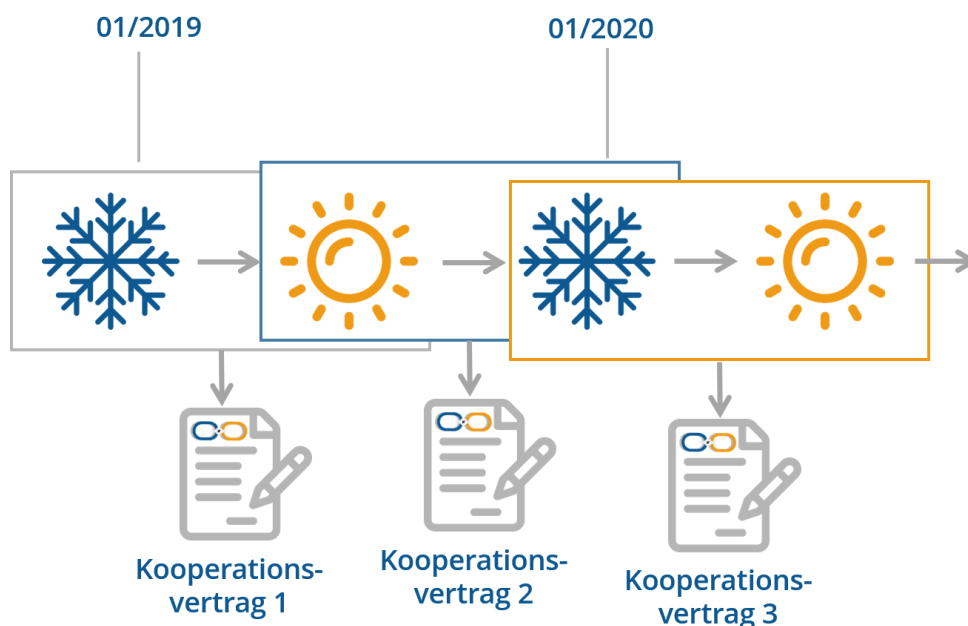 01/2019
01/2020
Kooperations-
vertrag 1
Kooperations-
vertrag 2
Kooperations-
vertrag 3